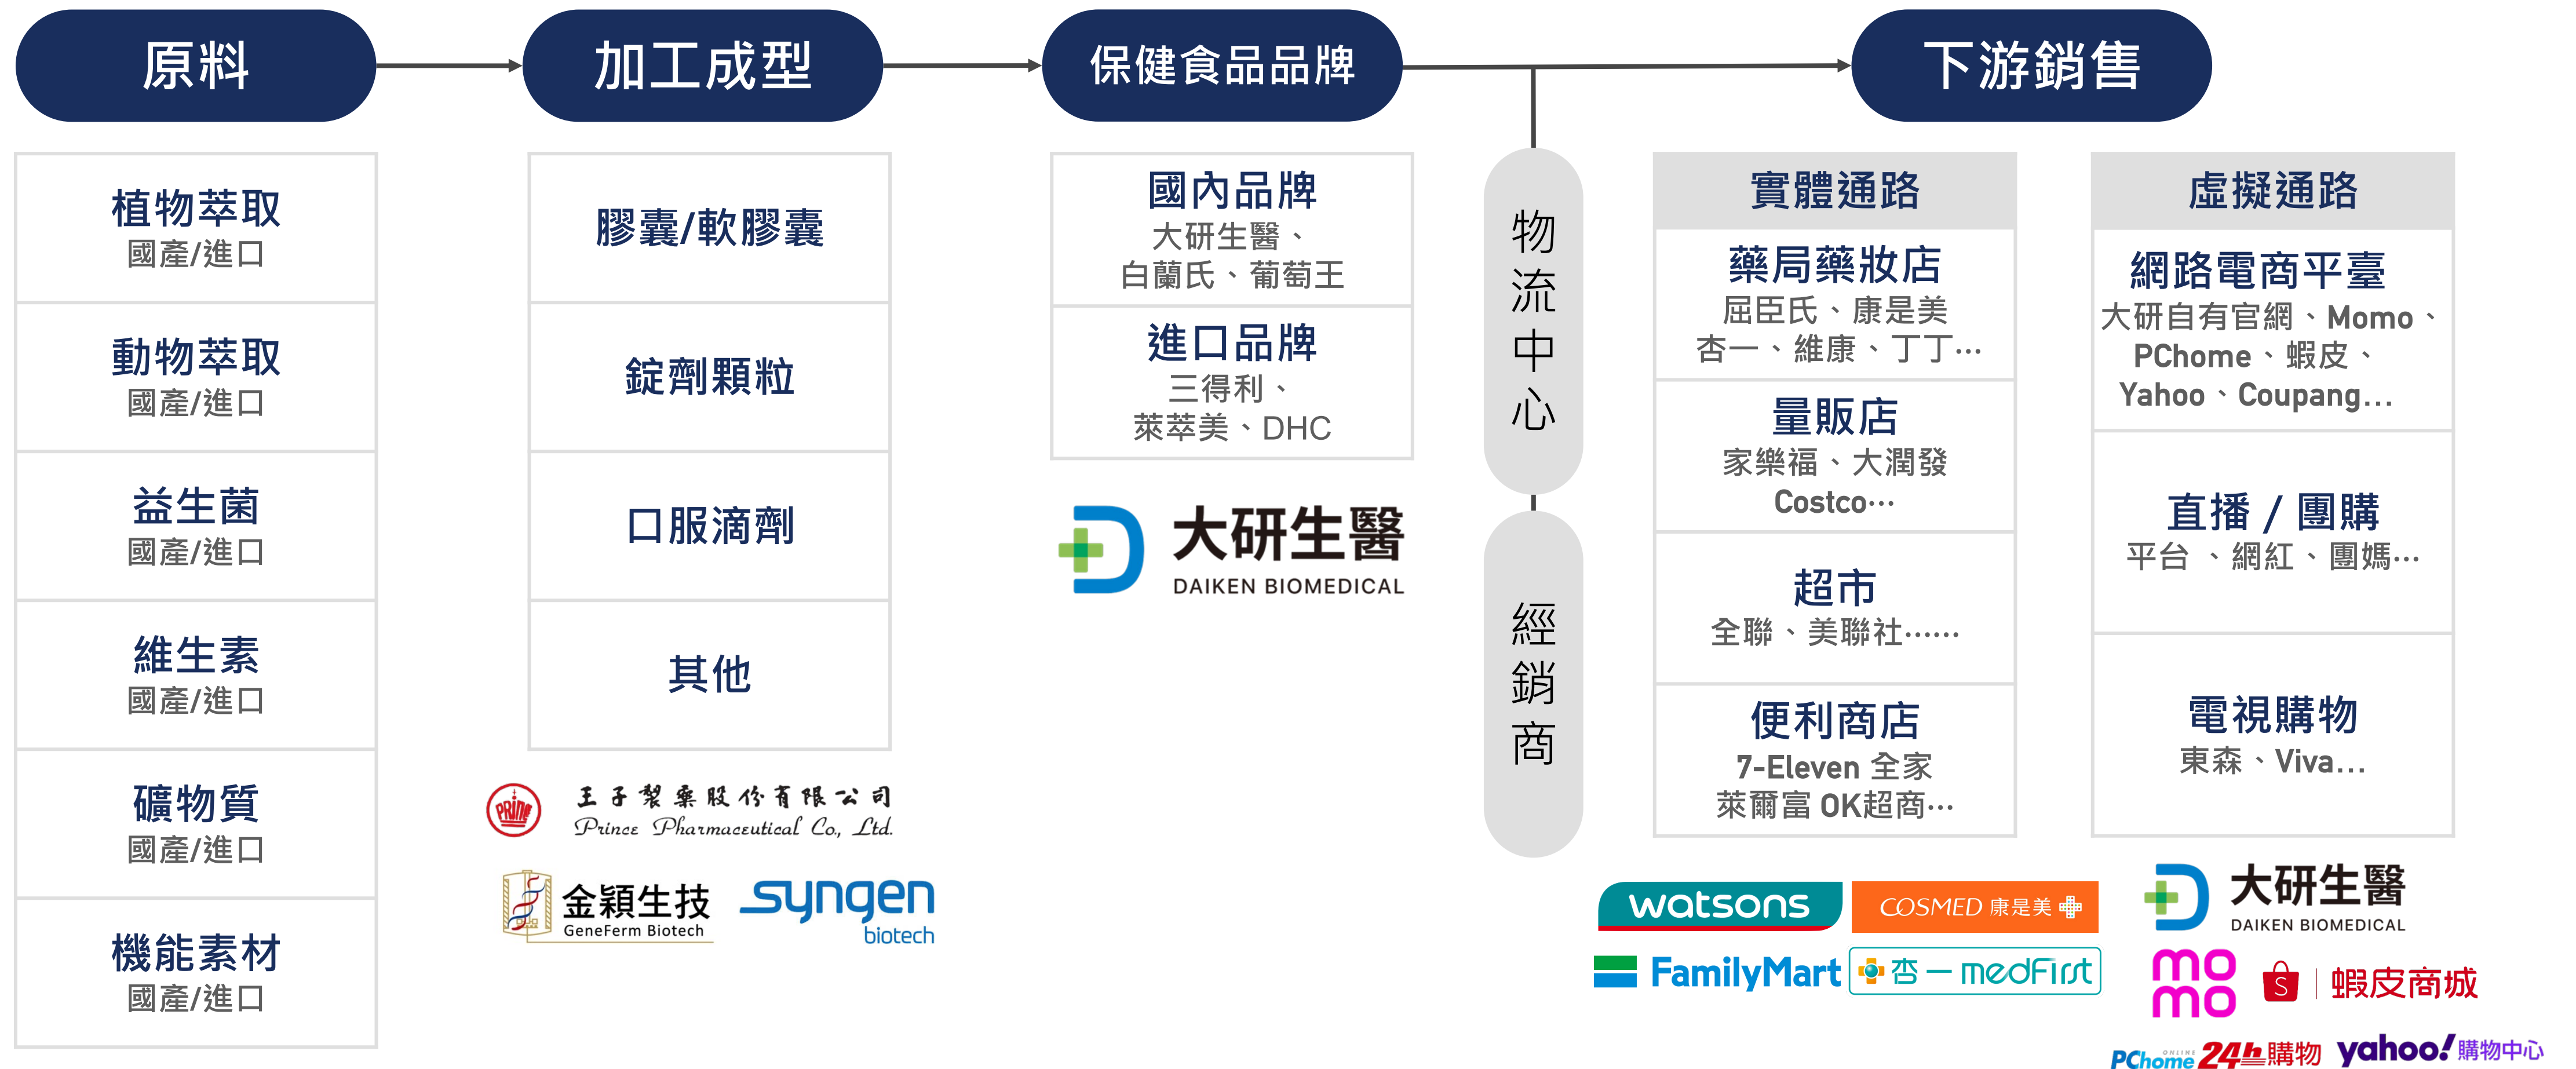 原料
加工成型
保健食品品牌
下游銷售
植物萃取
國產/進口
動物萃取
國產/進口
益生菌
國產/進口
維生素
國產/進口
礦物質
國產/進口
機能素材
國產/進口
膠囊/軟膠囊
錠劑顆粒
口服滴劑
其他
PRINCE
王子製藥股份有限公司
Prince Pharmaceutical Co., Ltd.
金穎生技
GeneFerm Biotech
syngen
biotech
國內品牌
大研生醫、
白蘭氏、葡萄王
進口品牌
三得利、
萊萃美、DHC
大研生醫
DAIKEN BIOMEDICAL
物流中心
經銷商
實體通路
藥局藥妝店
屈臣氏、康是美
杏一、維康、丁丁…
量販店
家樂福、大潤發
Costco…
超市
全聯、美聯社……
便利商店
7-Eleven 全家
萊爾富 OK超商…
watsons
COSMED 康是美
FamilyMart
杏一 medFirst
虛擬通路
網路電商平臺
大研自有官網、Momo、
PChome、蝦皮、
Yahoo、Coupang...
直播 / 團購
平台 、網紅、團媽…
電視購物
東森、Viva...
大研生醫
DAIKEN BIOMEDICAL
momo
S
蝦皮商城
PChome ONLINE 24h購物
yahoo!購物中心